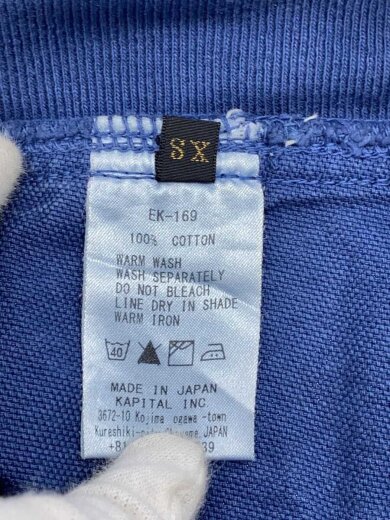 SX
EK-169
100% COTTON
WARM WASH
WASH SEPARATELY
DO NOT BLEACH
LINE DRY IN SHADE
WARM IRON
40
MADE IN JAPAN
KAPITAL INC
3672-10 Kojima ogawa -town
JAPAN